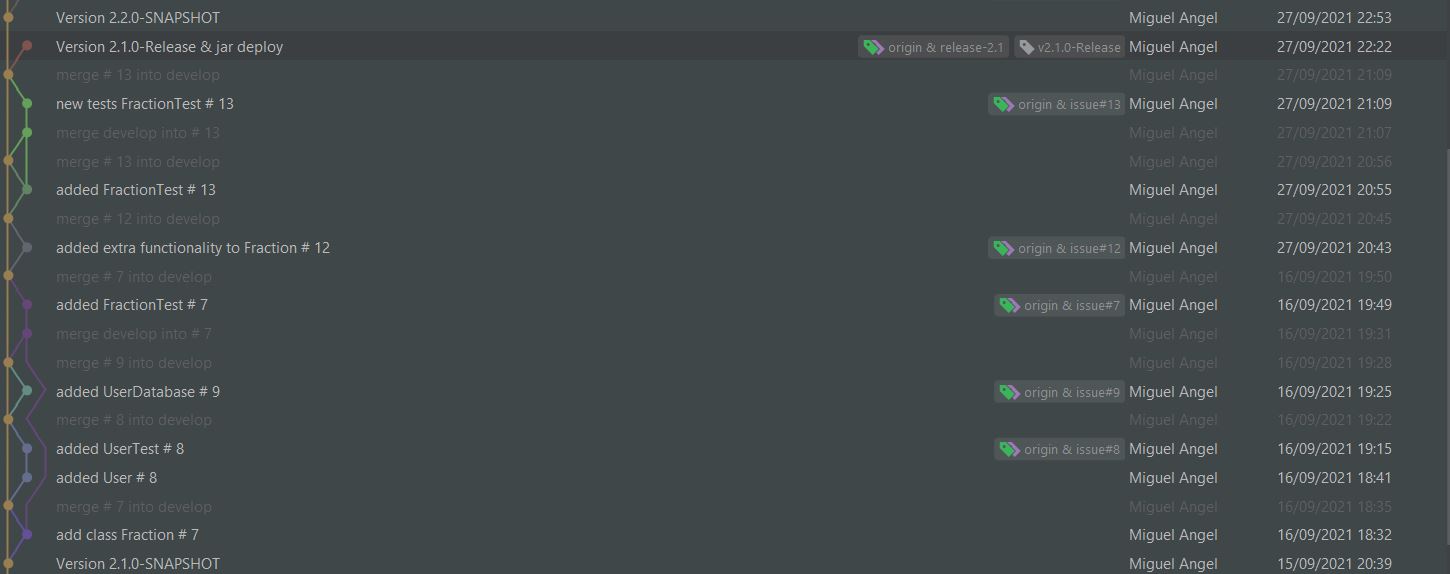 Version 2.2.0-SNAPSHOT Miguel Angel 27/09/2021 22:53
Version 2.1.0-Release & jar deploy origin & release-2.1 v2.1.0-Release Miguel Angel 27/09/2021 22:22
merge # 13 into develop Miguel Angel 27/09/2021 21:09
new tests FractionTest # 13 origin & issue#13 Miguel Angel 27/09/2021 21:09
merge develop into # 13 Miguel Angel 27/09/2021 21:07
merge # 13 into develop Miguel Angel 27/09/2021 20:56
added FractionTest # 13 Miguel Angel 27/09/2021 20:55
merge # 12 into develop Miguel Angel 27/09/2021 20:45
added extra functionality to Fraction # 12 origin & issue#12 Miguel Angel 27/09/2021 20:43
merge # 7 into develop Miguel Angel 16/09/2021 19:50
added FractionTest # 7 origin & issue#7 Miguel Angel 16/09/2021 19:49
merge develop into # 7 Miguel Angel 16/09/2021 19:31
merge # 9 into develop Miguel Angel 16/09/2021 19:28
added UserDatabase # 9 origin & issue#9 Miguel Angel 16/09/2021 19:25
merge # 8 into develop Miguel Angel 16/09/2021 19:22
added UserTest # 8 origin & issue#8 Miguel Angel 16/09/2021 19:15
added User # 8 Miguel Angel 16/09/2021 18:41
merge # 7 into develop Miguel Angel 16/09/2021 18:35
add class Fraction # 7 Miguel Angel 16/09/2021 18:32
Version 2.1.0-SNAPSHOT Miguel Angel 15/09/2021 20:39